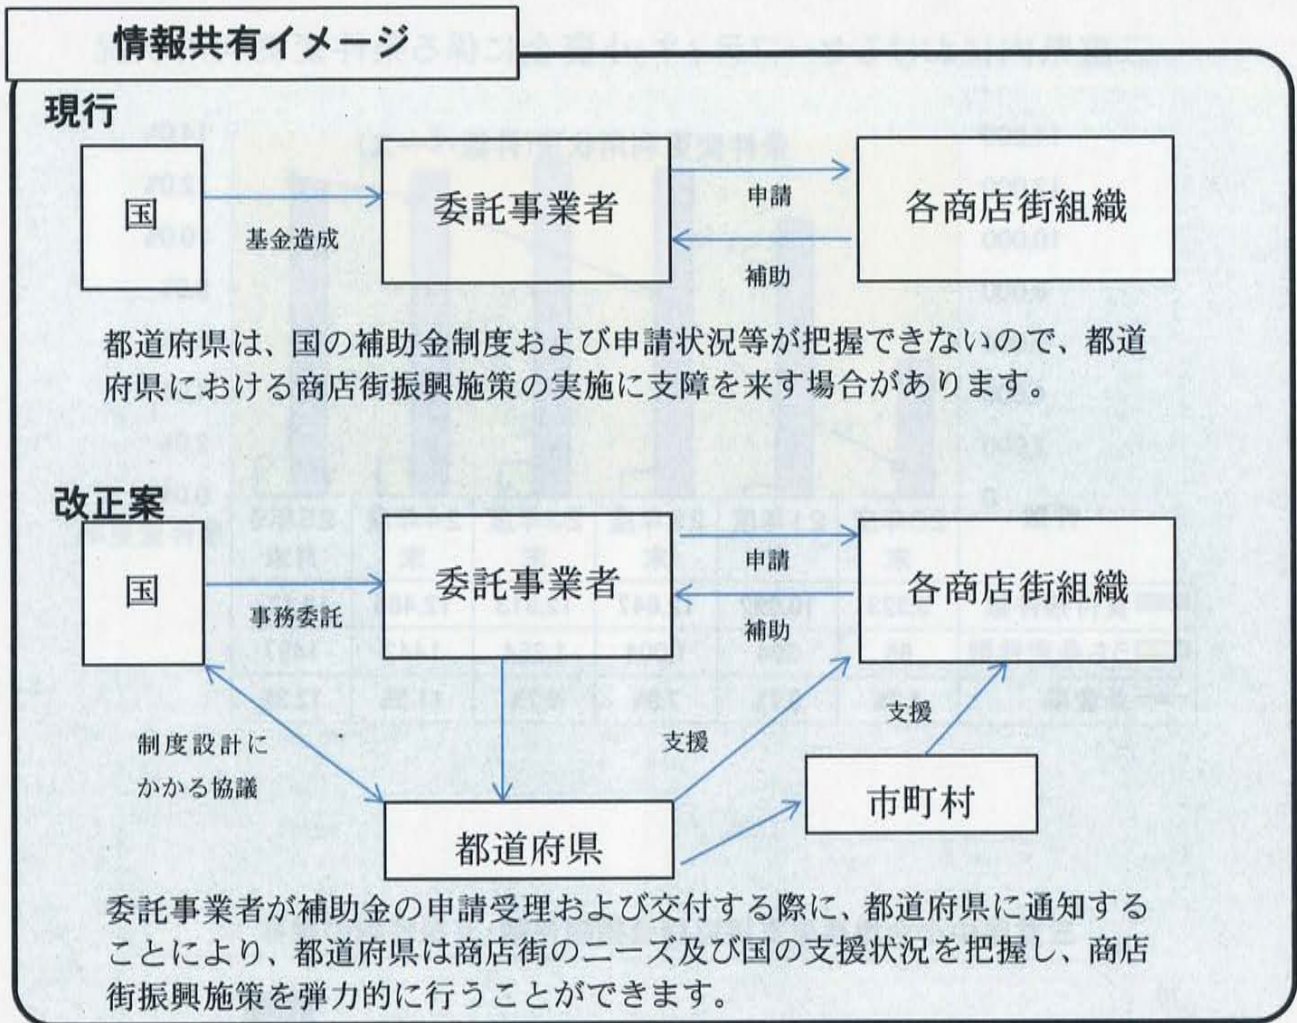 情報共有イメージ
現行
国
基金造成
委託事業者
申請
補助
各商店街組織
都道府県は、国の補助金制度および申請状況等が把握できないので、都道
府県における商店街振興施策の実施に支障を来す場合があります。
改正案
国
事務委託
委託事業者
申請
補助
各商店街組織
制度設計に
かかる協議
支援
支援
都道府県
市町村
委託事業者が補助金の申請受理および交付する際に、都道府県に通知する
ことにより、都道府県は商店街のニーズ及び国の支援状況を把握し、商店
街振興施策を弾力的に行うことができます。